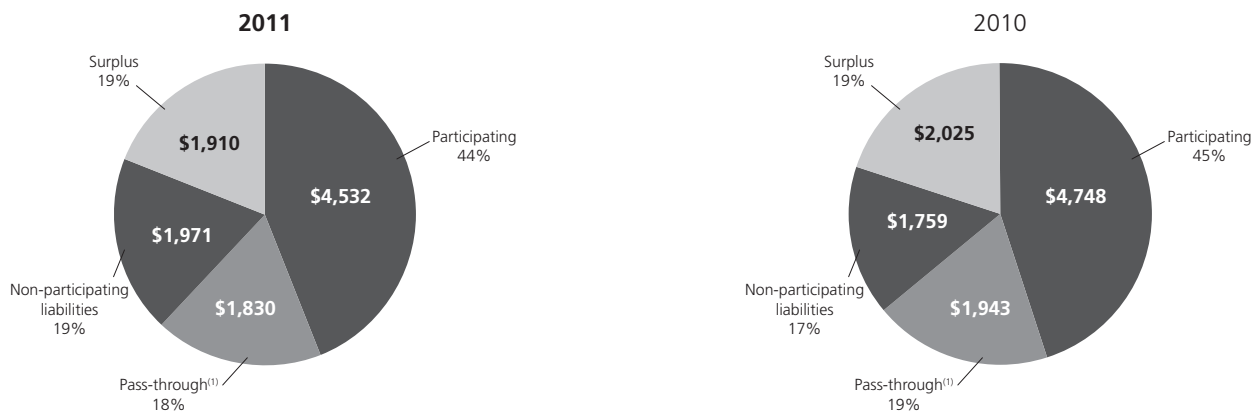 2011
Surplus
19%
$1,910
Participating
44%
$4,532
$1,971
Non-participating
liabilities
19%
$1,830
Pass-through(1)
18%
2010
Surplus
19%
$2,025
Participating
45%
$4,748
$1,759
Non-participating
liabilities
17%
$1,943
Pass-through(1)
19%